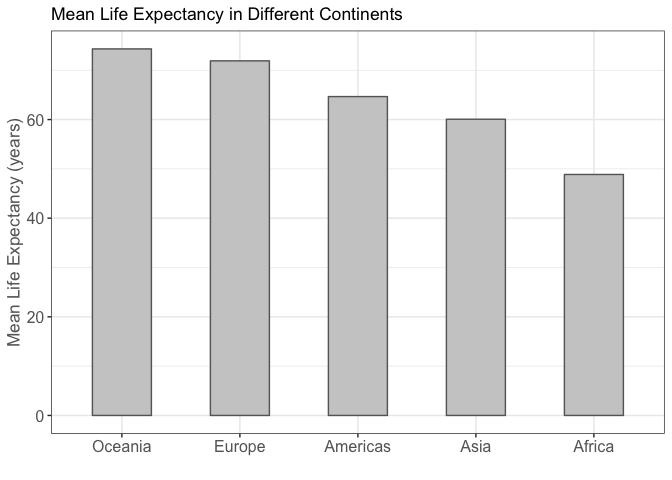 Mean Life Expectancy in Different Continents
Mean Life Expectancy (years)
60
40
20
0
Oceania Europe Americas Asia Africa